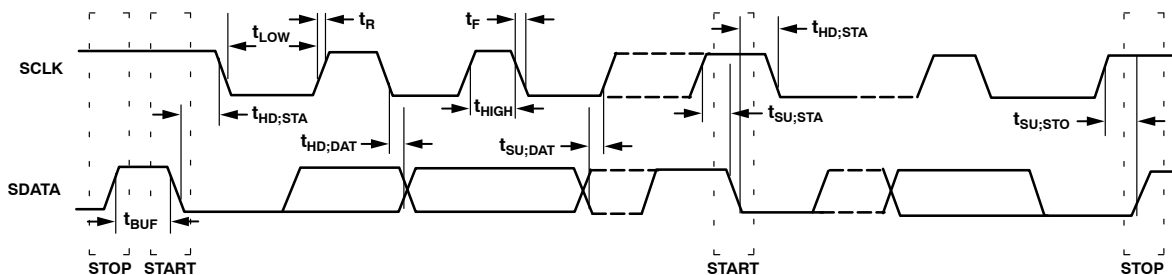 tR
tF
tLOW
tHD;STA
SCLK
tHD;STA
tHIGH
tSU;STA
tHD;DAT
tSU;DAT
tSU;STO
SDATA
tBUF
STOP START START STOP